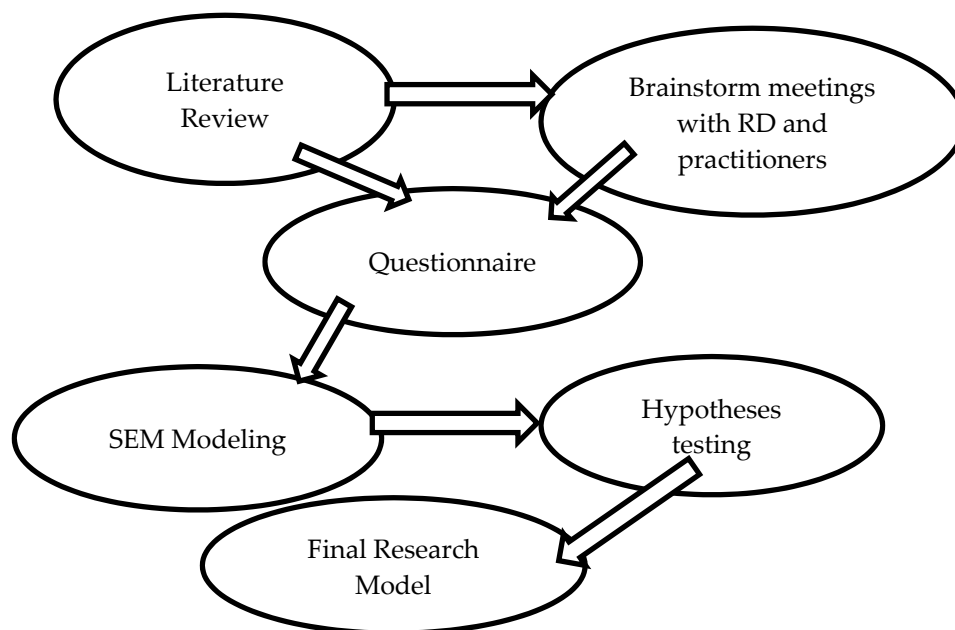 Literature
Review
Brainstorm meetings
with RD and
practitioners
Questionnaire
SEM Modeling
Hypotheses
testing
Final Research
Model